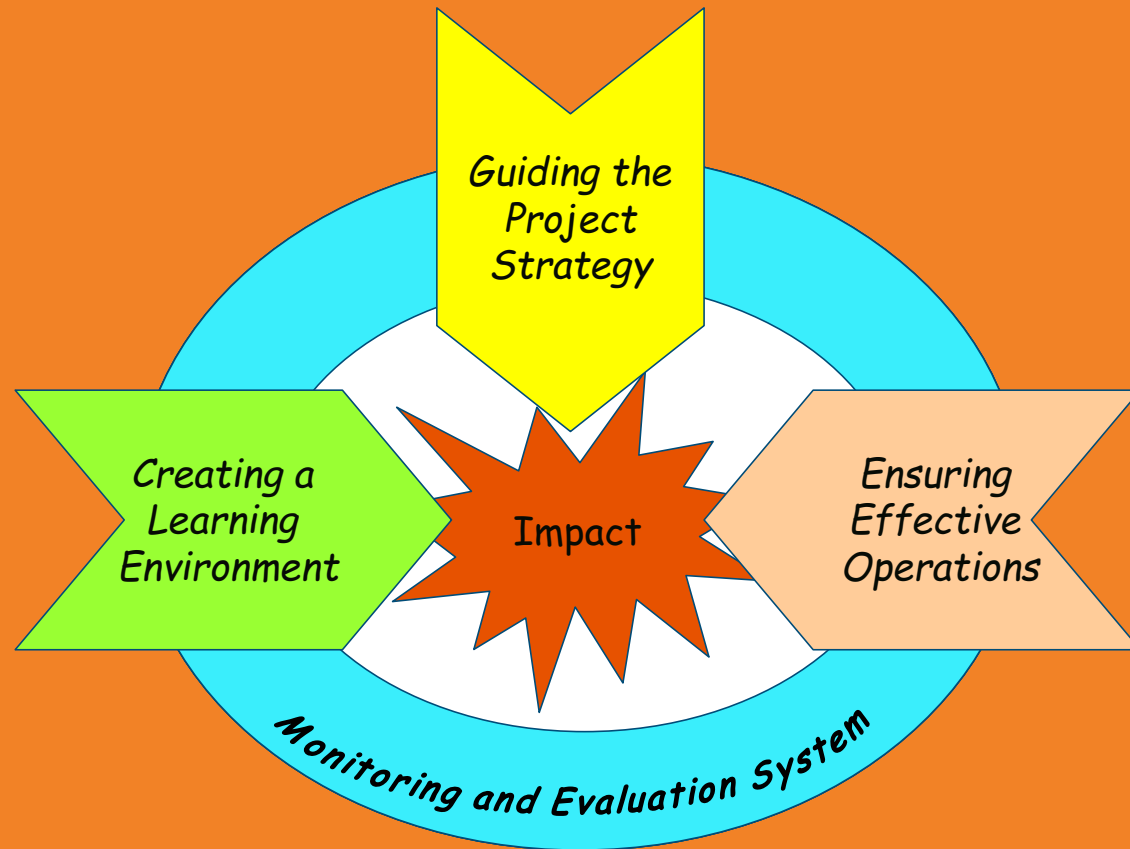 Guiding the
Project
Strategy
Creating a
Learning
Environment
Impact
Ensuring
Effective
Operations
Monitoring and Evaluation System